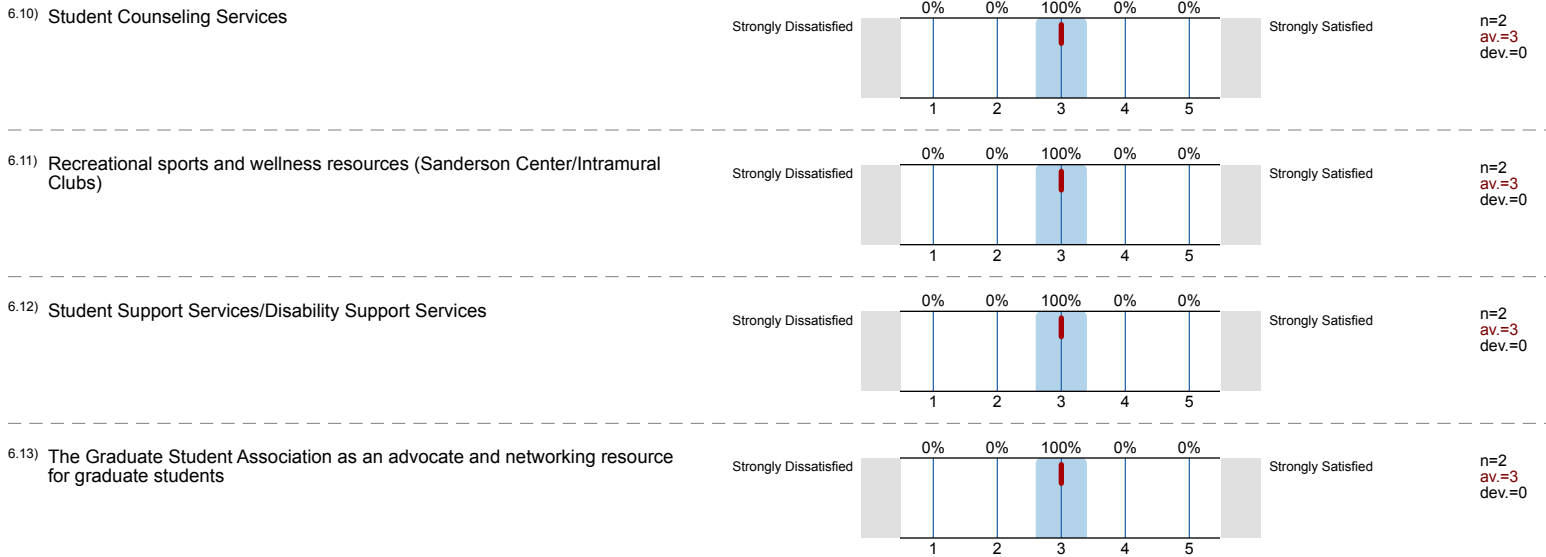 6.10) Student Counseling Services
0% 0% 100% 0% 0%
Strongly Dissatisfied
Strongly Satisfied
n=2
av.=3
dev.=0
1 2 3 4 5
6.11) Recreational sports and wellness resources (Sanderson Center/Intramural
Clubs)
0% 0% 100% 0% 0%
Strongly Dissatisfied
Strongly Satisfied
n=2
av.=3
dev.=0
1 2 3 4 5
6.12) Student Support Services/Disability Support Services
0% 0% 100% 0% 0%
Strongly Dissatisfied
Strongly Satisfied
n=2
av.=3
dev.=0
1 2 3 4 5
6.13) The Graduate Student Association as an advocate and networking resource
for graduate students
0% 0% 100% 0% 0%
Strongly Dissatisfied
Strongly Satisfied
n=2
av.=3
dev.=0
1 2 3 4 5